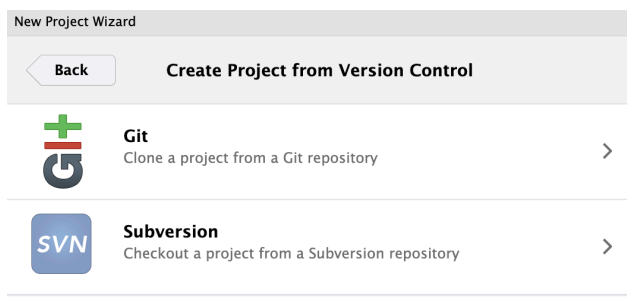 New Project Wizard
Back
Create Project from Version Control
Git
Git
Clone a project from a Git repository
SVN
Subversion
Checkout a project from a Subversion repository